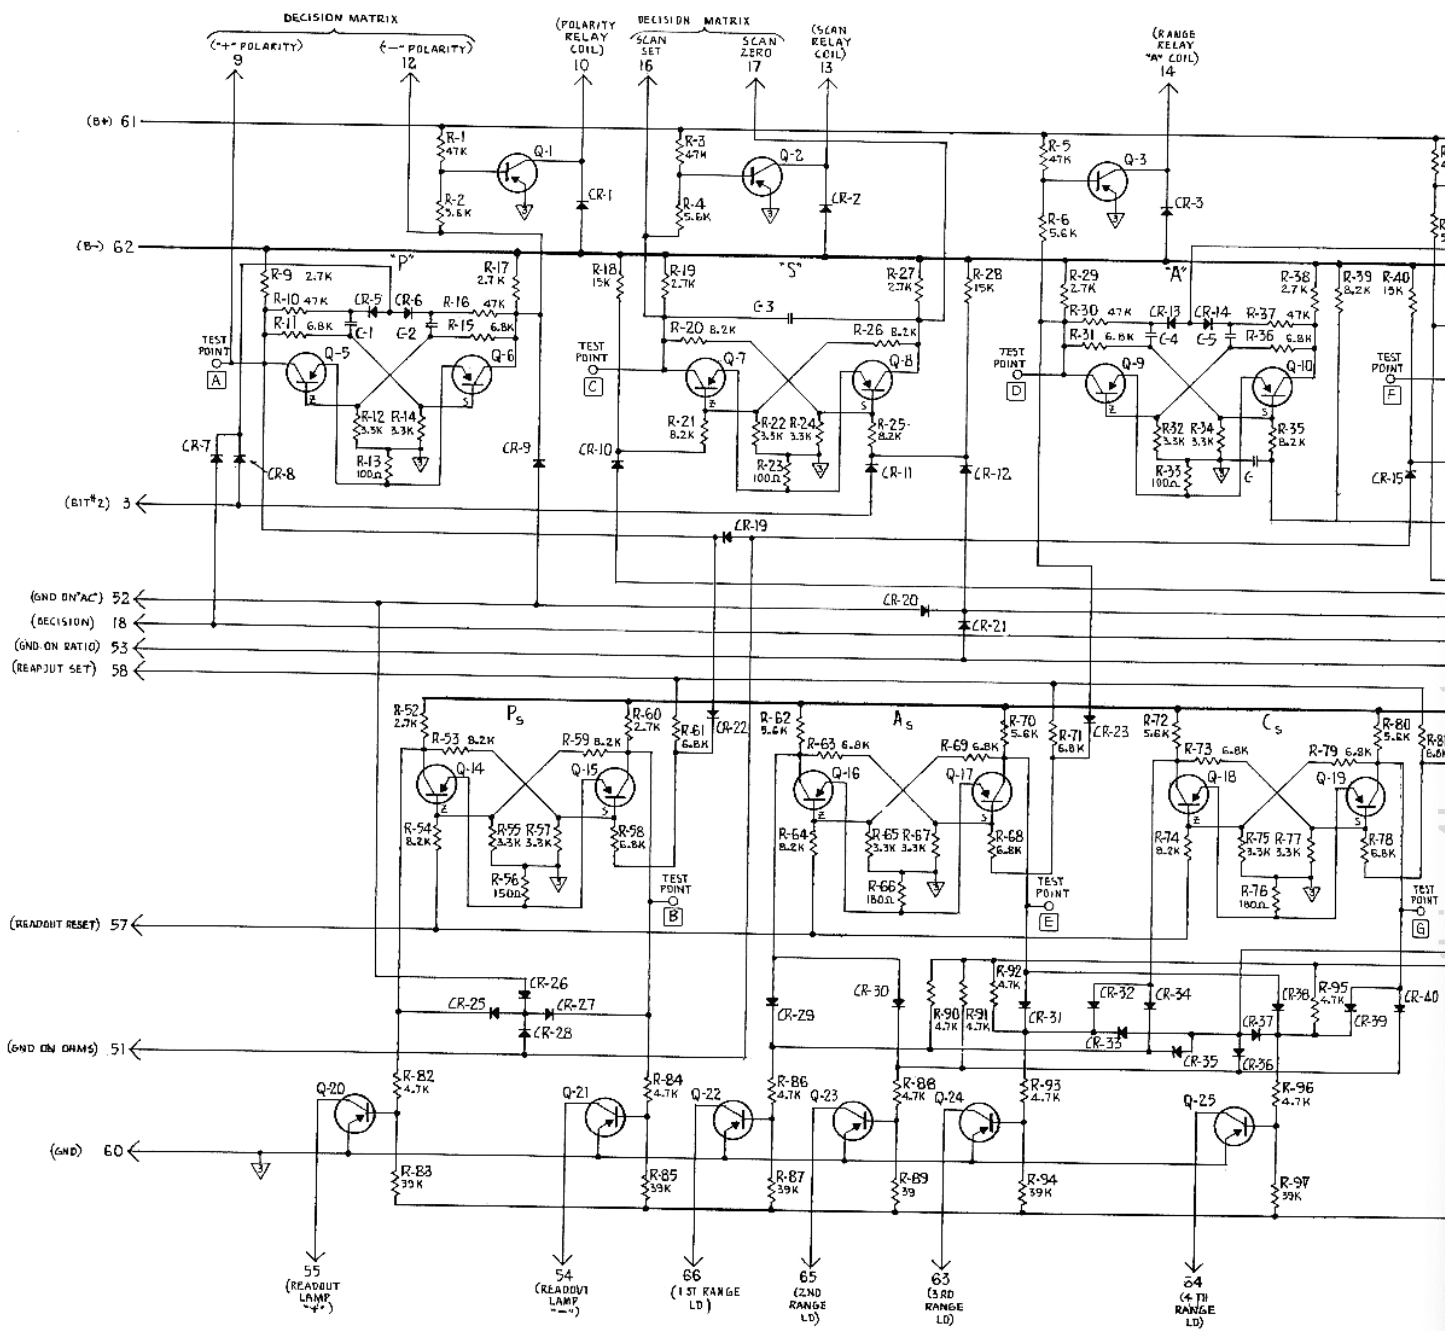 DECISION MATRIX
("+" POLARITY)
9
(— POLARITY)
12
(POLARITY
RELAY
COIL)
10
DECISION MATRIX
SCAN
SET
16
SCAN
ZERO
17
(SCAN
RELAY
COIL)
13
(RANGE
RELAY
"A" COIL)
14
(B+) 61
R-1
47K
Q-1
R-2
5.6K
CR-1
R-3
47K
Q-2
R-4
5.6K
CR-2
R-5
47K
Q-3
R-6
5.6K
CR-3
3
3
3
(B-) 62
"P"
"S"
"A"
R-9 2.7K
R-10 47K
CR-5
CR-6
R-16
47K
R-17
2.7K
R-11 6.8K
C-1
C-2
R-15
6.8K
TEST
POINT
A
Q-5
Q-6
Z
S
R-12
3.3K
R-14
3.3K
R-13
100Ω
3
CR-7
CR-8
CR-9
R-18
15K
R-19
2.7K
C-3
R-27
2.7K
R-28
15K
R-20 8.2K
R-26 8.2K
TEST
POINT
C
Q-7
Q-8
Z
S
R-21
8.2K
R-22
3.3K
R-24
3.3K
R-25
8.2K
R-23
100Ω
3
CR-10
CR-11
CR-12
R-29
2.7K
R-30 47K
CR-13
CR-14
R-37
47K
R-38
2.7K
R-39
8.2K
R-40
15K
R-31 6.8K
C-4
C-5
R-36 6.8K
TEST
POINT
D
Q-9
Q-10
Z
S
R-32
3.3K
R-34
3.3K
R-35
8.2K
R-33
100Ω
3
C-
TEST
POINT
F
CR-15
(BIT#2) 3
CR-19
(GND ON "AC") 52
CR-20
(DECISION) 18
CR-21
(GND ON RATIO) 53
(READOUT SET) 58
R-52
2.7K
Ps
R-60
2.7K
R-61
6.8K
CR-22
R-62
5.6K
As
R-70
5.6K
R-71
6.8K
CR-23
R-72
5.6K
Cs
R-80
5.6K
R-53 8.2K
R-59 8.2K
R-63 6.8K
R-69 6.8K
R-73 6.8K
R-79 6.8K
Q-14
Q-15
Q-16
Q-17
Q-18
Q-19
Z
S
Z
S
Z
S
R-54
8.2K
R-55
3.3K
R-57
3.3K
R-58
6.8K
R-64
8.2K
R-65
3.3K
R-67
3.3K
R-68
6.8K
R-74
8.2K
R-75
3.3K
R-77
3.3K
R-78
6.8K
R-56
150Ω
3
R-66
180Ω
3
R-76
180Ω
3
TEST
POINT
B
TEST
POINT
E
TEST
POINT
G
(READOUT RESET) 57
CR-26
CR-25
CR-27
CR-28
CR-29
CR-30
R-90
4.7K
R-91
4.7K
R-92
4.7K
CR-31
CR-32
CR-34
CR-33
CR-35
CR-36
CR-37
CR-38
R-95
4.7K
CR-39
CR-40
(GND ON OHMS) 51
Q-20
R-82
4.7K
Q-21
R-84
4.7K
Q-22
R-86
4.7K
Q-23
R-88
4.7K
Q-24
R-93
4.7K
Q-25
R-96
4.7K
(GND) 60
3
R-83
39K
R-85
39K
R-87
39K
R-89
39
R-94
39K
R-97
39K
55
(READOUT
LAMP
"+")
54
(READOUT
LAMP
"—")
66
(1 ST RANGE
LD)
65
(2ND
RANGE
LD)
63
(3RD
RANGE
LD)
64
(4 TH
RANGE
LD)